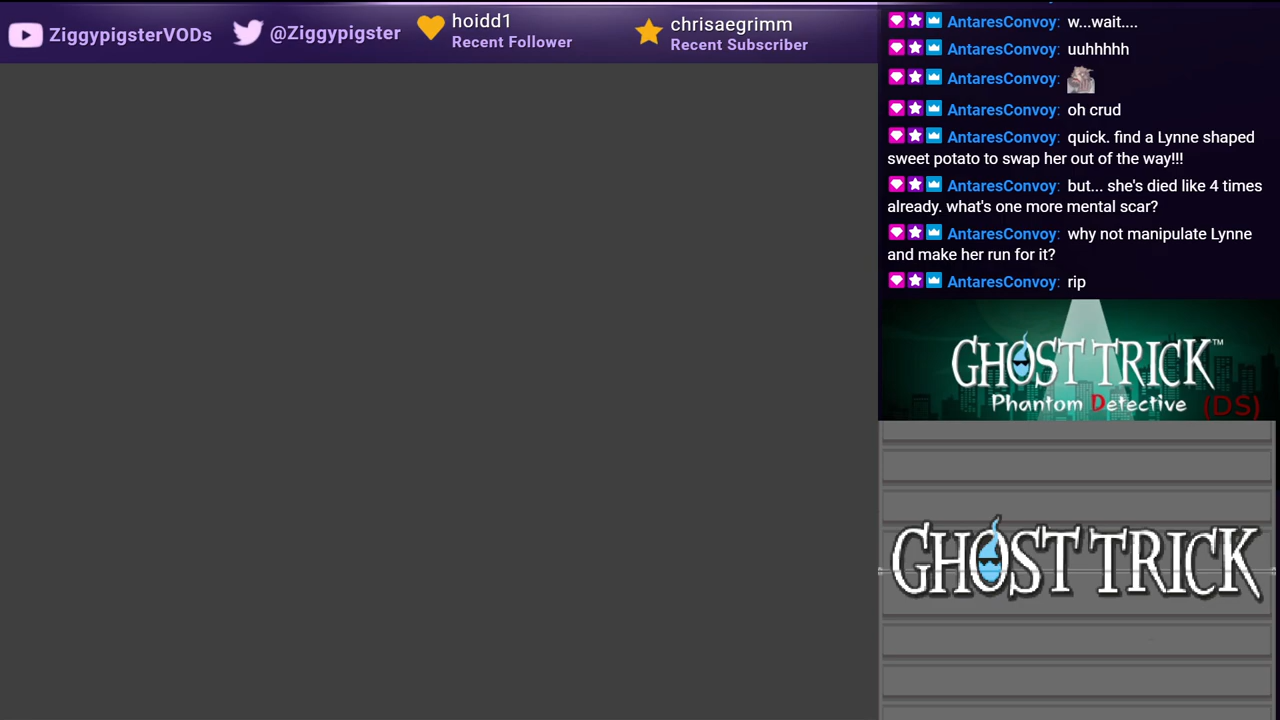 ZiggypigsterVODs
@Ziggypigster
hoidd1
Recent Follower
chrisaegrimm
Recent Subscriber
AntaresConvoy: w...wait....
AntaresConvoy: uuhhhhh
AntaresConvoy:
AntaresConvoy: oh crud
AntaresConvoy: quick. find a Lynne shaped
sweet potato to swap her out of the way!!!
AntaresConvoy: but... she's died like 4 times
already. what's one more mental scar?
AntaresConvoy: why not manipulate Lynne
and make her run for it?
AntaresConvoy: rip
GHOST TRICK™
Phantom Detective (DS)
GHOST TRICK